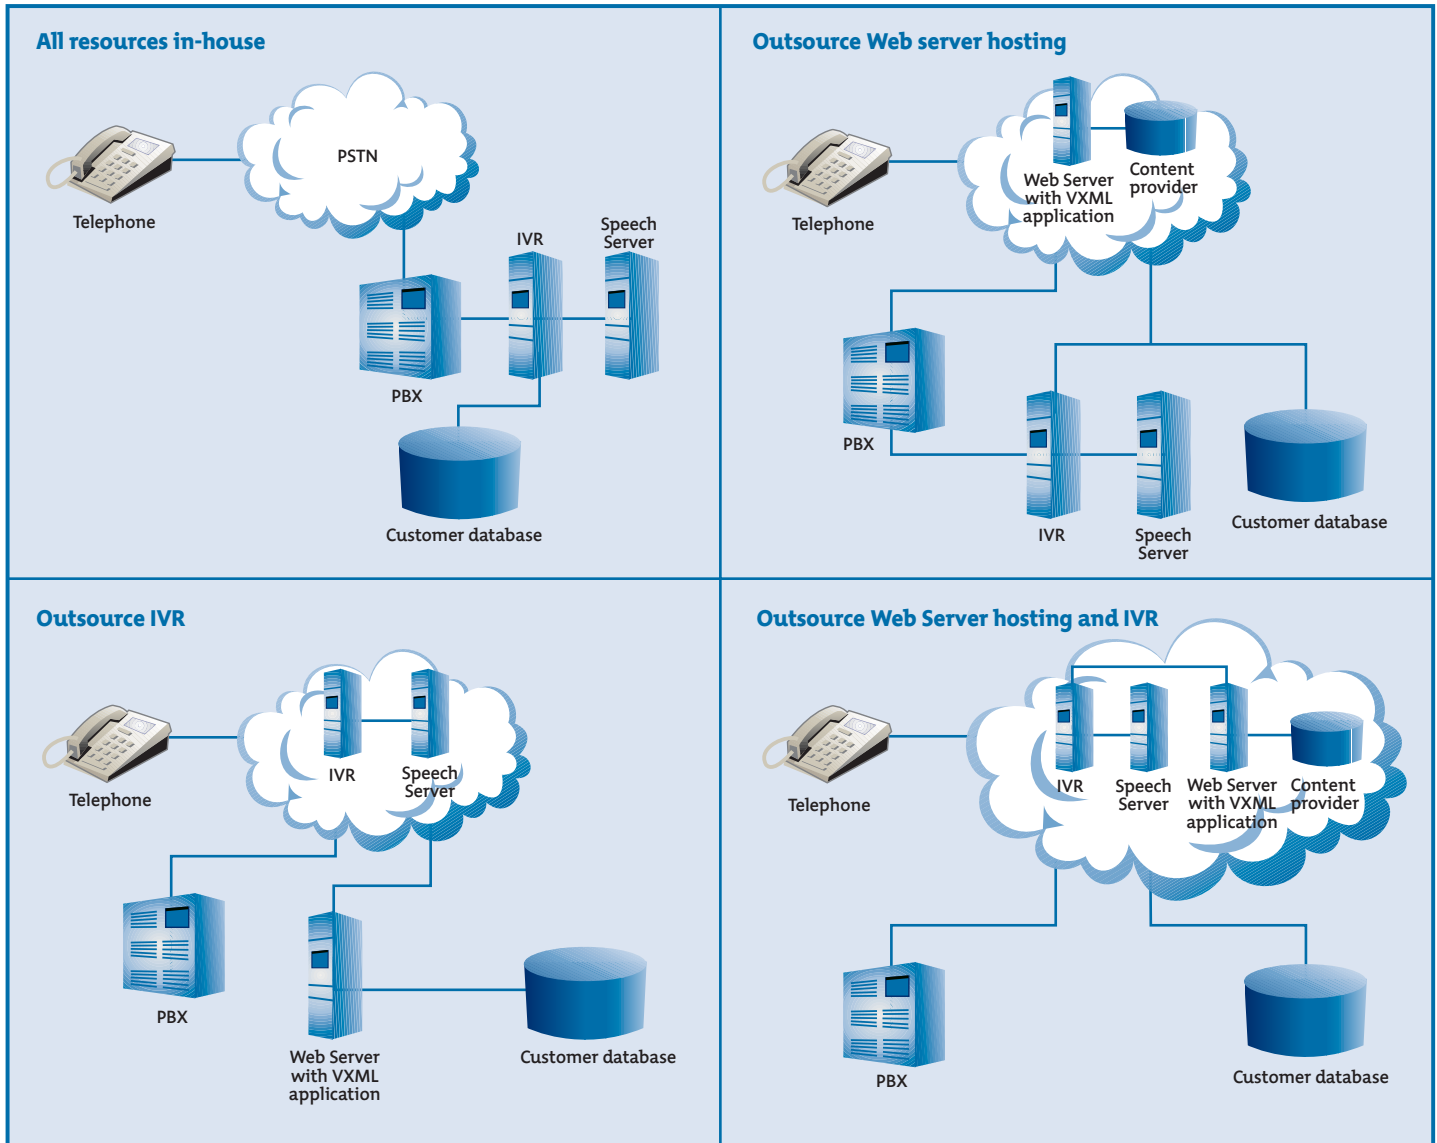 All resources in-house
PSTN
Telephone
IVR
Speech
Server
PBX
Customer database
Outsource Web server hosting
Web Server
with VXML
application
Content
provider
Telephone
PBX
IVR
Speech
Server
Customer database
Outsource IVR
IVR
Speech
Server
Telephone
PBX
Web Server
with VXML
application
Customer database
Outsource Web Server hosting and IVR
IVR
Speech
Server
Web Server
with VXML
application
Content
provider
Telephone
PBX
Customer database